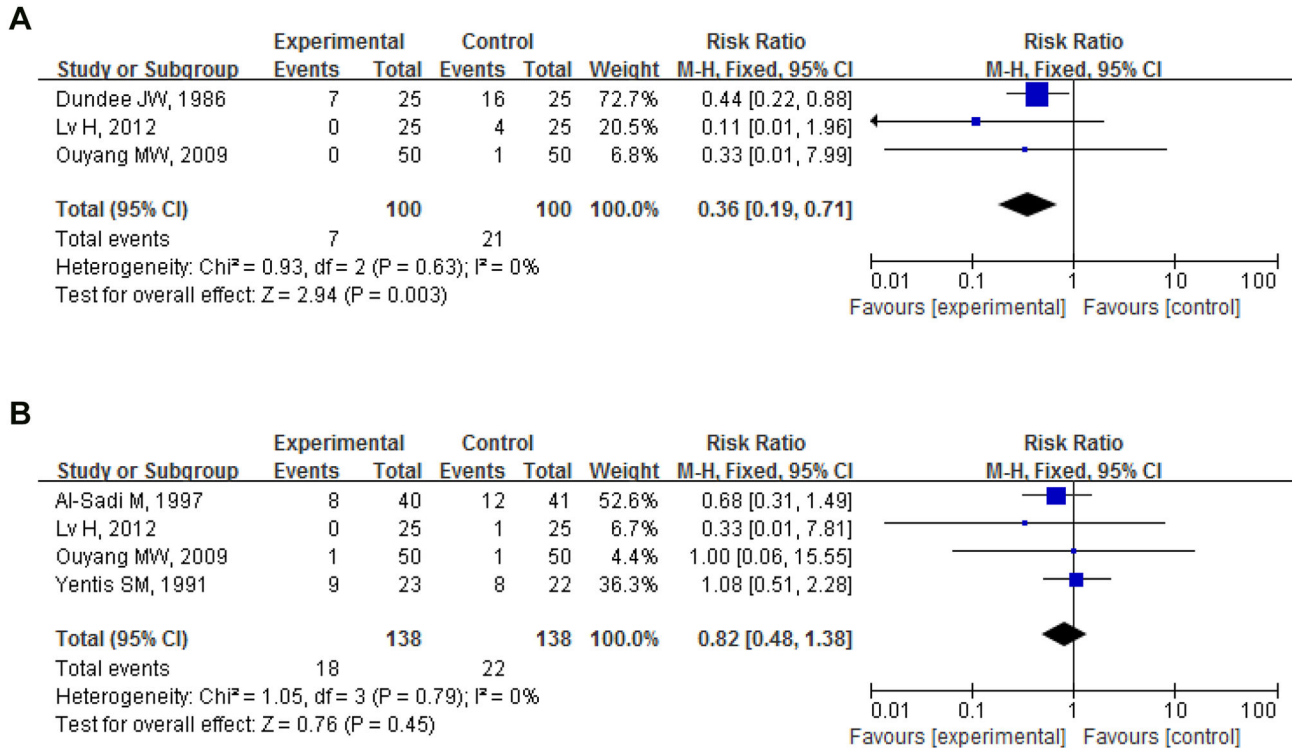 A
Experimental Control Risk Ratio Risk Ratio
Study or Subgroup Events Total Events Total Weight M-H, Fixed, 95% CI M-H, Fixed, 95% CI
Dundee JW, 1986 7 25 16 25 72.7% 0.44 [0.22, 0.88]
Lv H, 2012 0 25 4 25 20.5% 0.11 [0.01, 1.96]
Ouyang MW, 2009 0 50 1 50 6.8% 0.33 [0.01, 7.99]
Total (95% CI) 100 100 100.0% 0.36 [0.19, 0.71]
Total events 7 21
Heterogeneity: Chi² = 0.93, df = 2 (P = 0.63); I² = 0%
Test for overall effect: Z = 2.94 (P = 0.003)
0.01 0.1 1 10 100
Favours [experimental] Favours [control]
B
Experimental Control Risk Ratio Risk Ratio
Study or Subgroup Events Total Events Total Weight M-H, Fixed, 95% CI M-H, Fixed, 95% CI
Al-Sadi M, 1997 8 40 12 41 52.6% 0.68 [0.31, 1.49]
Lv H, 2012 0 25 1 25 6.7% 0.33 [0.01, 7.81]
Ouyang MW, 2009 1 50 1 50 4.4% 1.00 [0.06, 15.55]
Yentis SM, 1991 9 23 8 22 36.3% 1.08 [0.51, 2.28]
Total (95% CI) 138 138 100.0% 0.82 [0.48, 1.38]
Total events 18 22
Heterogeneity: Chi² = 1.05, df = 3 (P = 0.79); I² = 0%
Test for overall effect: Z = 0.76 (P = 0.45)
0.01 0.1 1 10 100
Favours [experimental] Favours [control]